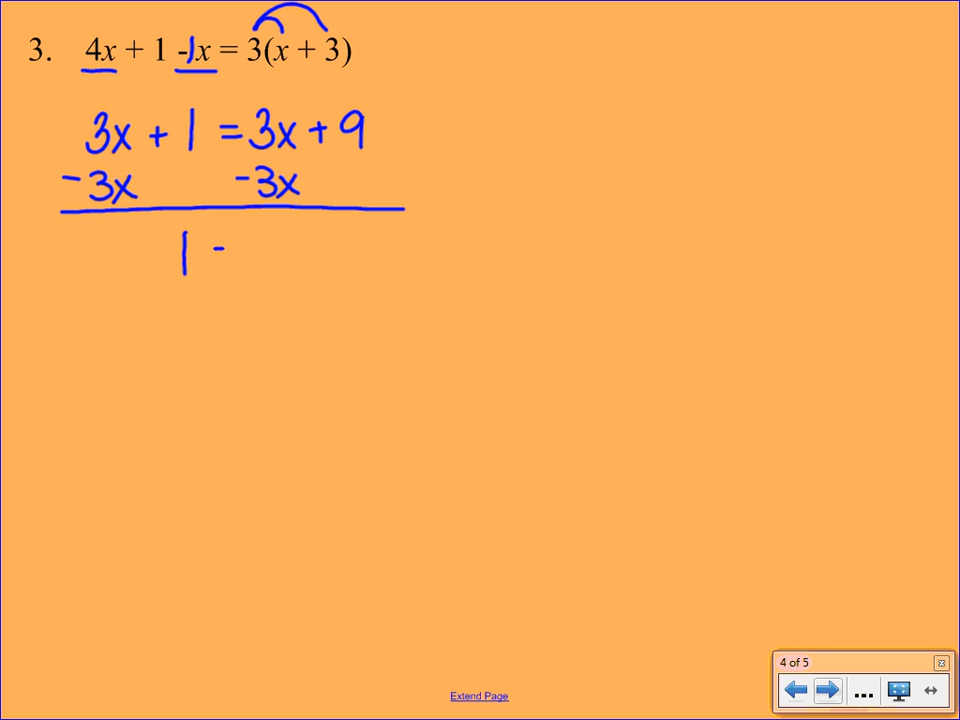 3. 4x + 1 - 1x = 3(x + 3)
3x + 1 = 3x + 9
-3x -3x
1 -
Extend Page
4 of 5